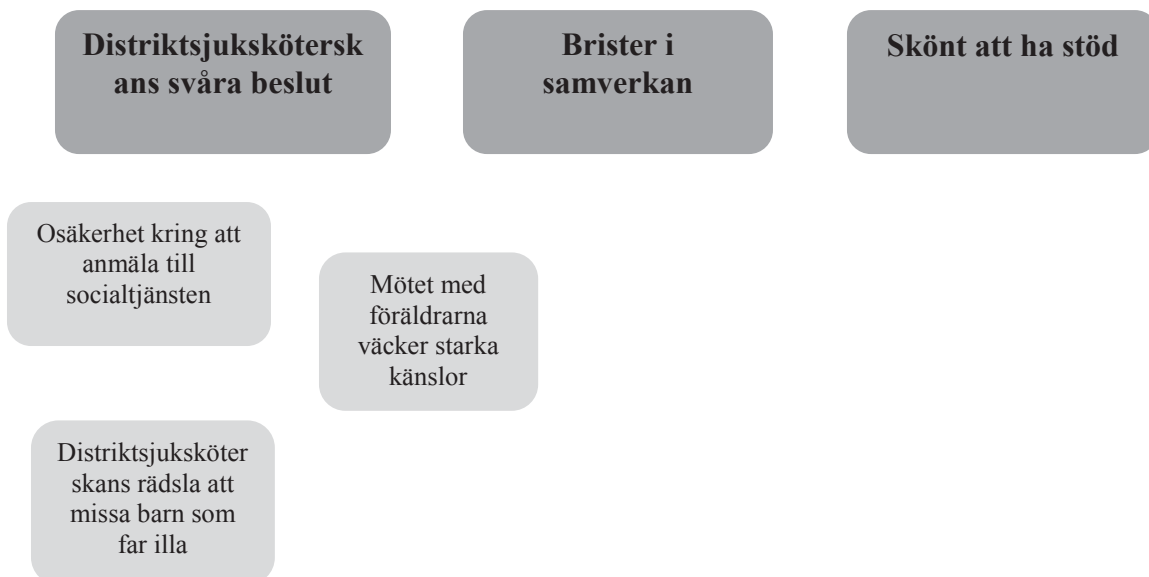 Distriktsjukskötersk
ans svåra beslut
Brister i
samverkan
Skönt att ha stöd
Osäkerhet kring att
anmäla till
socialtjänsten
Mötet med
föräldrarna
väcker starka
känslor
Distriktsjuksköter
skans rädsla att
missa barn som
far illa